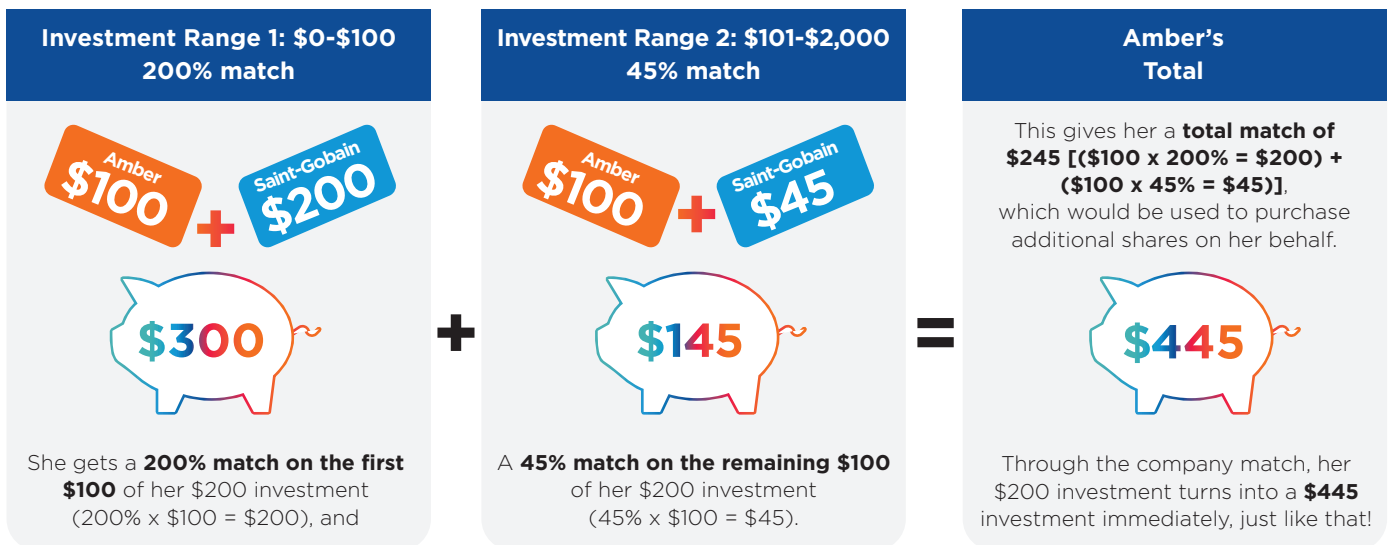 Investment Range 1: $0-$100
200% match
Amber
$100
+
Saint-Gobain
$200
$300
She gets a 200% match on the first
$100 of her $200 investment
(200% x $100 = $200), and
+
Investment Range 2: $101-$2,000
45% match
Amber
$100
+
Saint-Gobain
$45
$145
A 45% match on the remaining $100
of her $200 investment
(45% x $100 = $45).
=
Amber’s
Total
This gives her a total match of
$245 [($100 x 200% = $200) +
($100 x 45% = $45)],
which would be used to purchase
additional shares on her behalf.
$445
Through the company match, her
$200 investment turns into a $445
investment immediately, just like that!